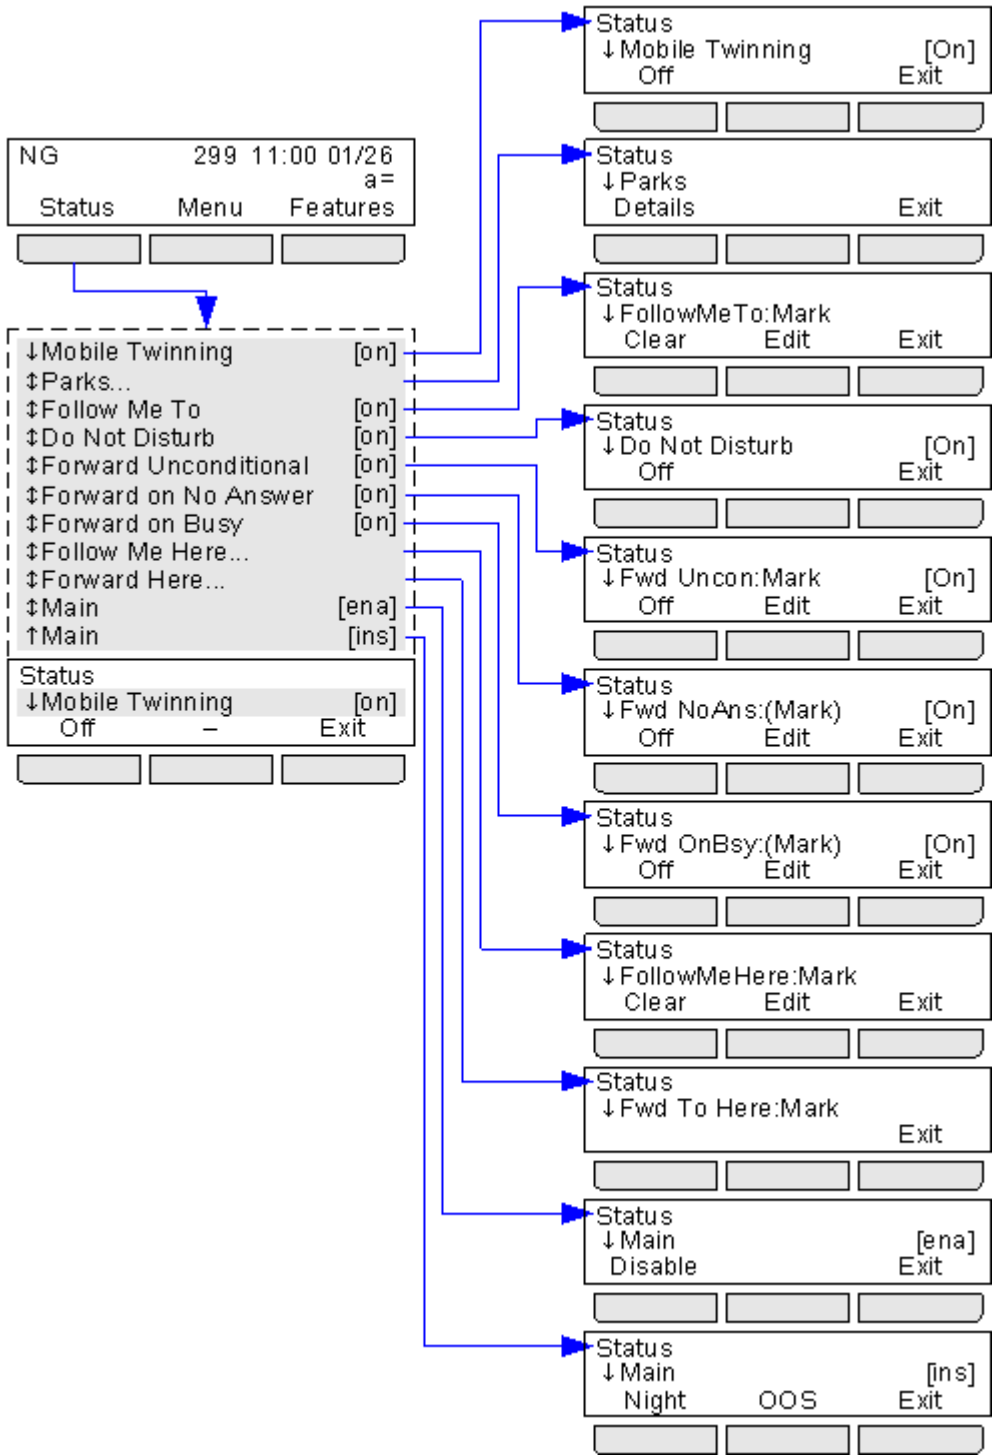 NG 299 11:00 01/26
a=
Status Menu Features
↓Mobile Twinning [on]
↕Parks...
↕Follow Me To [on]
↕Do Not Disturb [on]
↕Forward Unconditional [on]
↕Forward on No Answer [on]
↕Forward on Busy [on]
↕Follow Me Here...
↕Forward Here...
↕Main [ena]
↑Main [ins]
Status
↓Mobile Twinning [on]
Off – Exit
Status
↓Mobile Twinning [On]
Off Exit
Status
↓Parks
Details Exit
Status
↓FollowMeTo:Mark
Clear Edit Exit
Status
↓Do Not Disturb [On]
Off Exit
Status
↓Fwd Uncon:Mark [On]
Off Edit Exit
Status
↓Fwd NoAns:(Mark) [On]
Off Edit Exit
Status
↓Fwd OnBsy:(Mark) [On]
Off Edit Exit
Status
↓FollowMeHere:Mark
Clear Edit Exit
Status
↓Fwd To Here:Mark
Exit
Status
↓Main [ena]
Disable Exit
Status
↓Main [ins]
Night OOS Exit